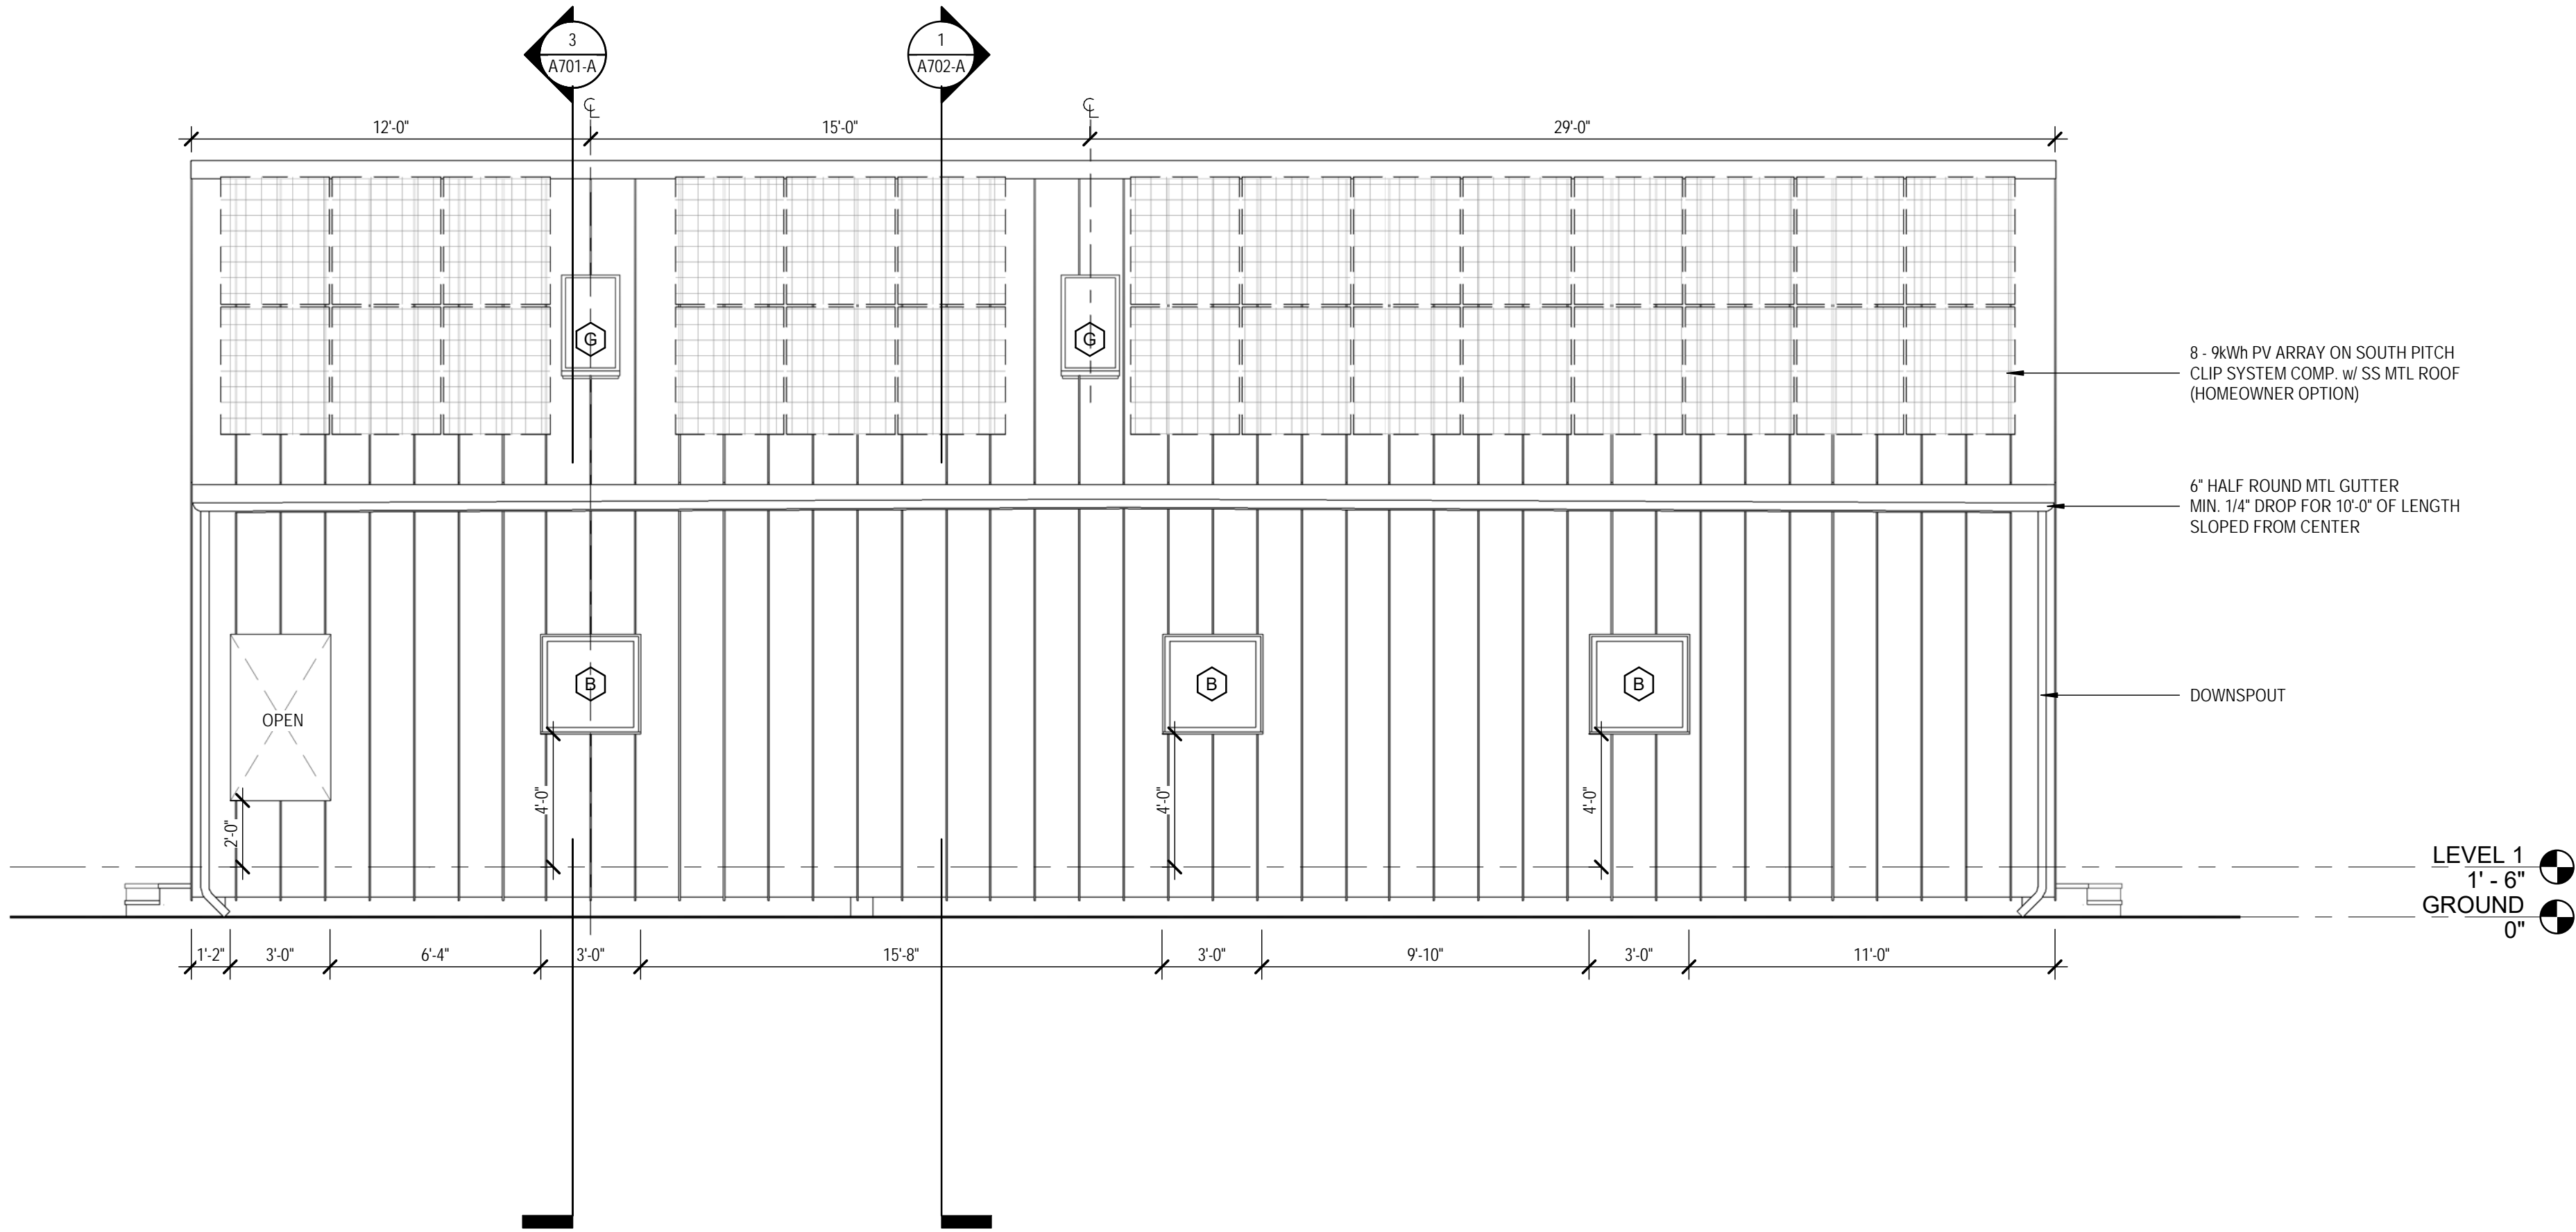 3
A701-A
1
A702-A
℄
℄
12'-0"
15'-0"
29'-0"
G
G
8 - 9kWh PV ARRAY ON SOUTH PITCH
CLIP SYSTEM COMP. w/ SS MTL ROOF
(HOMEOWNER OPTION)
6" HALF ROUND MTL GUTTER
MIN. 1/4" DROP FOR 10'-0" OF LENGTH
SLOPED FROM CENTER
B
B
B
DOWNSPOUT
OPEN
2'-0"
4'-0"
4'-0"
4'-0"
LEVEL 1
1' - 6"
GROUND
0"
1'-2"
3'-0"
6'-4"
3'-0"
15'-8"
3'-0"
9'-10"
3'-0"
11'-0"